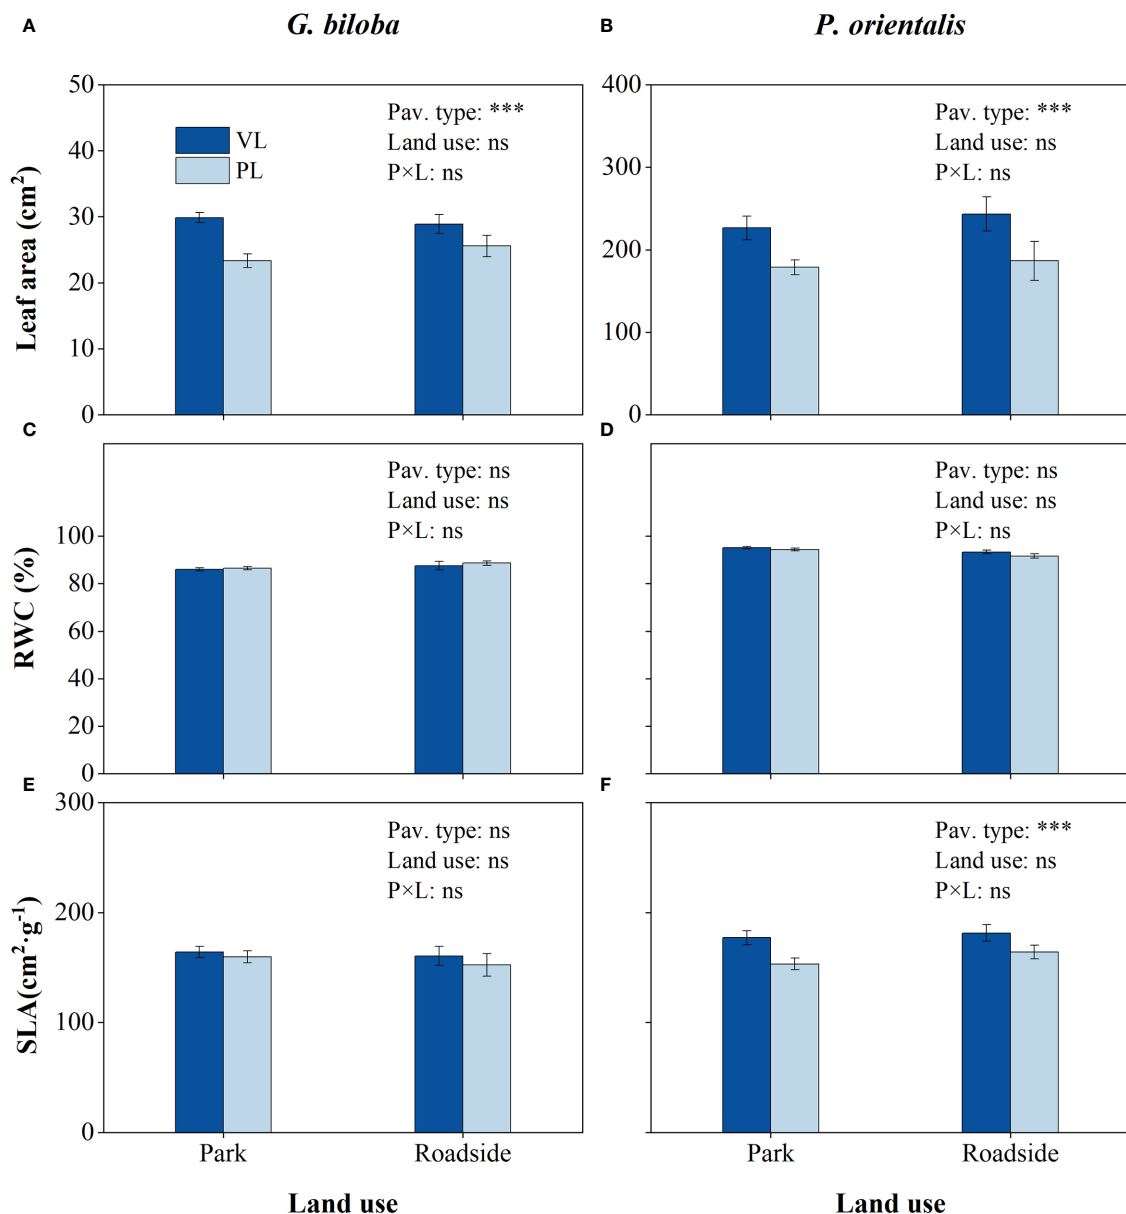 A
G. biloba
B
P. orientalis
50
40
30
20
10
0
Leaf area (cm²)
VL
PL
Pav. type: ***
Land use: ns
P×L: ns
400
300
200
100
0
Pav. type: ***
Land use: ns
P×L: ns
C
100
80
60
40
20
0
RWC (%)
Pav. type: ns
Land use: ns
P×L: ns
D
Pav. type: ns
Land use: ns
P×L: ns
E
300
200
100
0
SLA(cm²·g⁻¹)
Pav. type: ns
Land use: ns
P×L: ns
Park
Roadside
Land use
F
Pav. type: ***
Land use: ns
P×L: ns
Park
Roadside
Land use